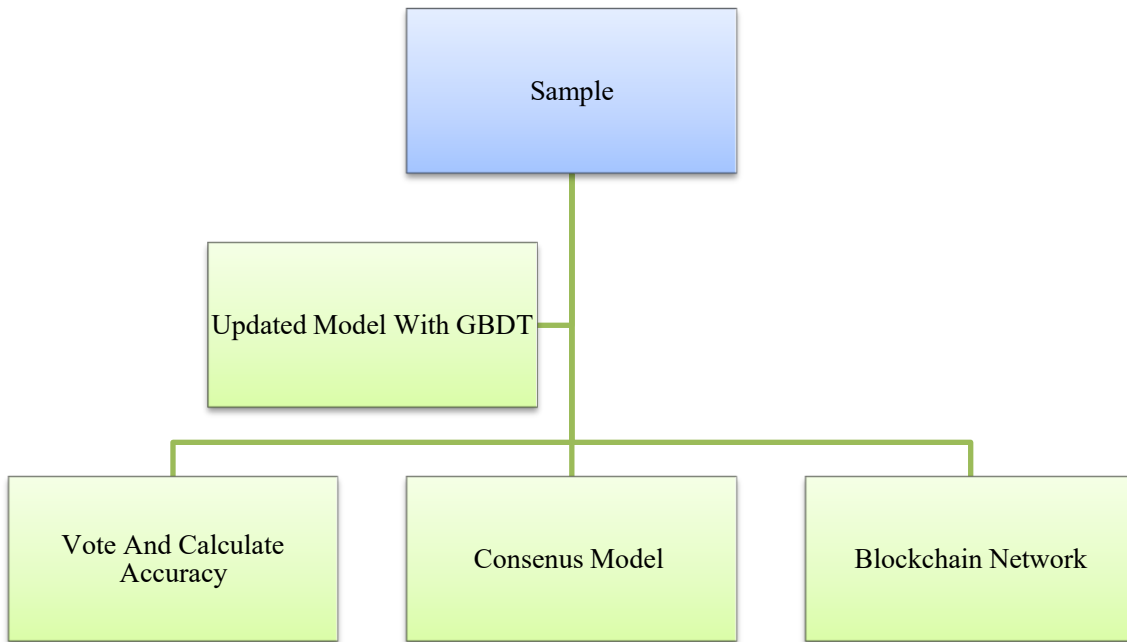 Sample
Updated Model With GBDT
Vote And Calculate
Accuracy
Consenus Model
Blockchain Network